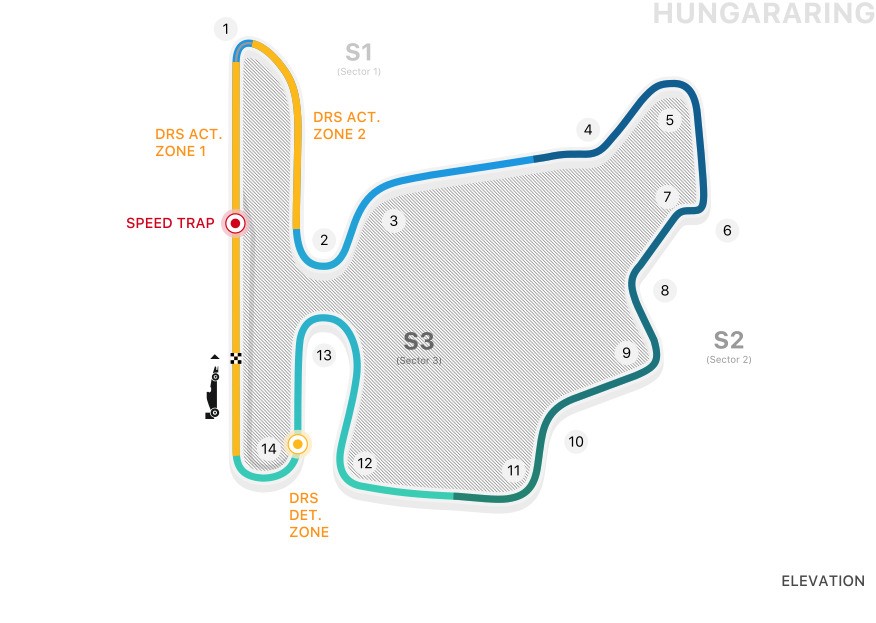 HUNGARARING
1
S1
(Sector 1)
DRS ACT.
ZONE 1
DRS ACT.
ZONE 2
4
5
7
3
SPEED TRAP
2
6
8
S3
(Sector 3)
S2
(Sector 2)
9
13
10
14
12
11
DRS
DET.
ZONE
ELEVATION